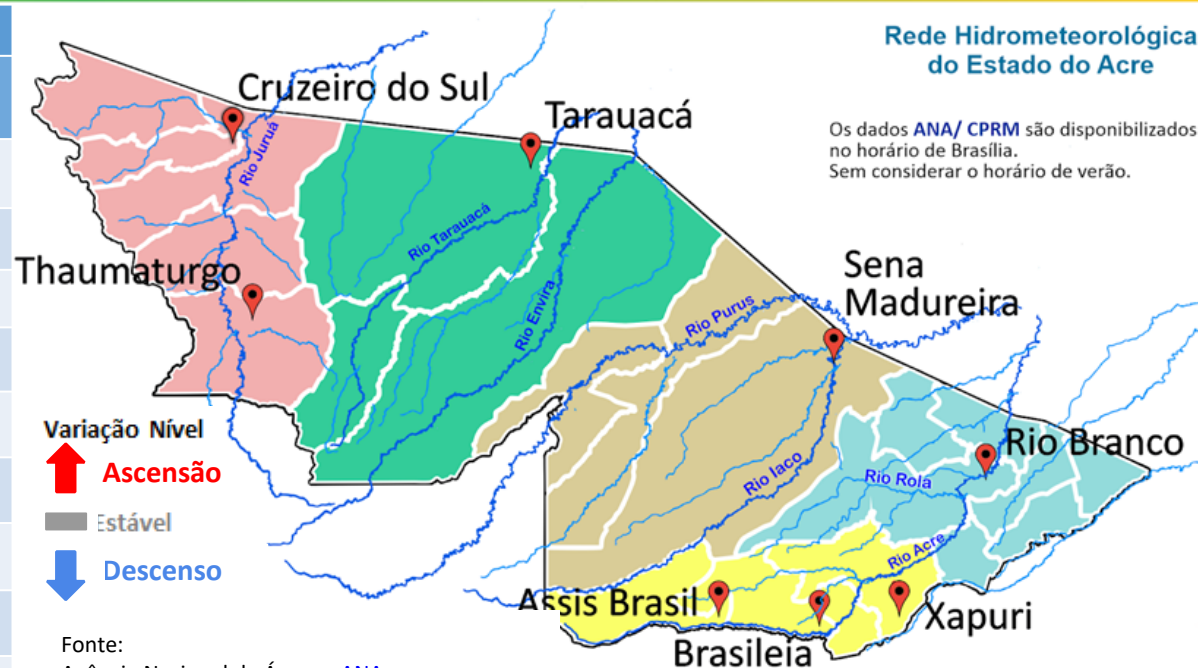 Rede Hidrometeorológica
do Estado do Acre
Os dados ANA/ CPRM são disponibilizados
no horário de Brasília.
Sem considerar o horário de verão.
Cruzeiro do Sul
Tarauacá
Rio Juruá
Rio Tarauacá
Thaumaturgo
Rio Envira
Sena
Madureira
Rio Purus
Variação Nível
Ascensão
Estável
Descenso
Rio Branco
Rio Iaco
Rio Rola
Rio Acre
Assis Brasil
Xapuri
Brasileia
Fonte: